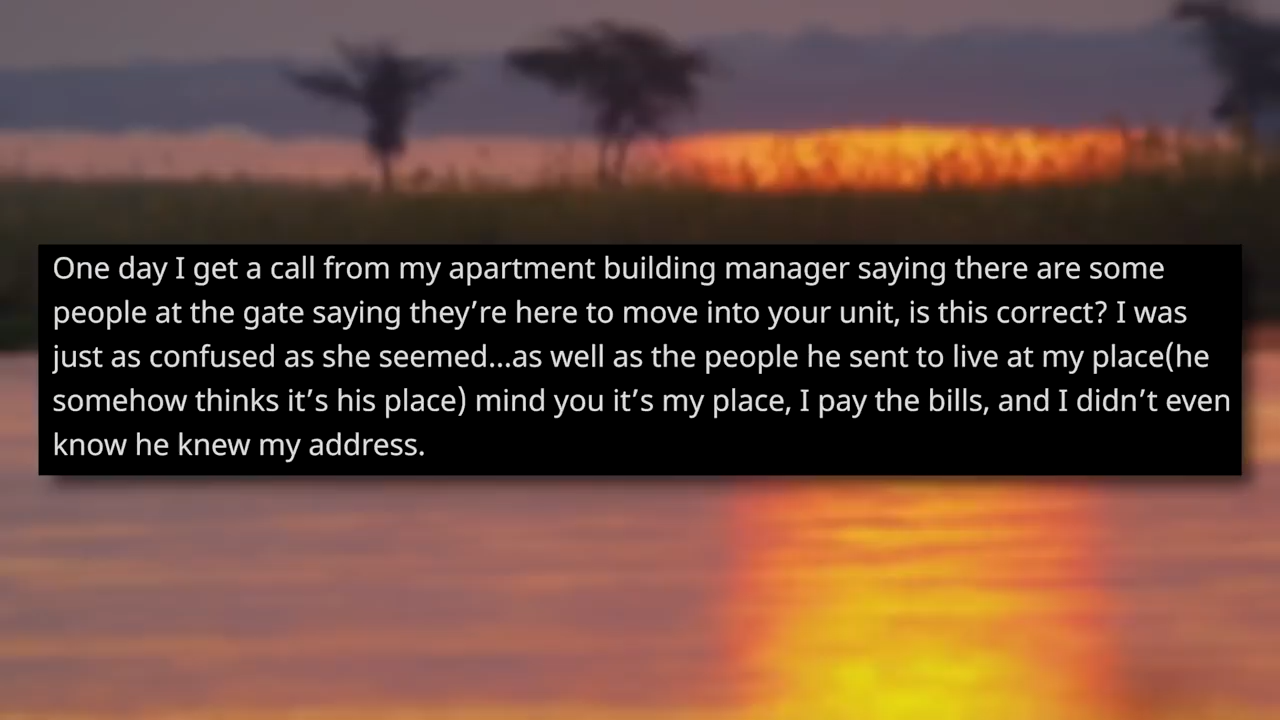 One day I get a call from my apartment building manager saying there are some
people at the gate saying they’re here to move into your unit, is this correct? I was
just as confused as she seemed...as well as the people he sent to live at my place(he
somehow thinks it’s his place) mind you it’s my place, I pay the bills, and I didn’t even
know he knew my address.